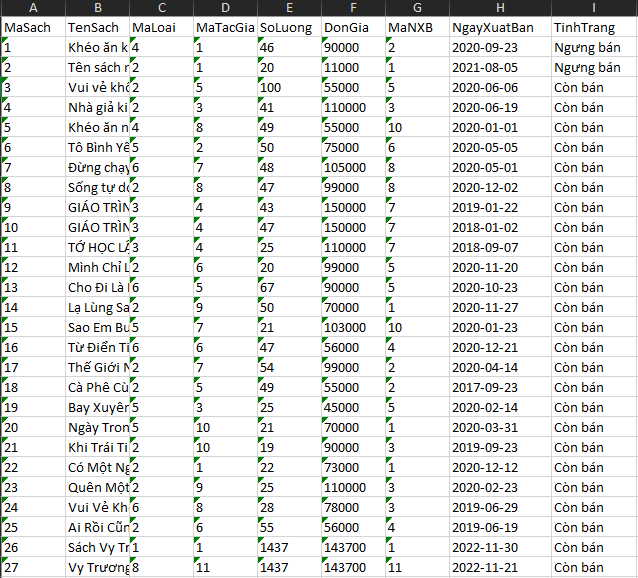 A B C D E F G H I
MaSach TenSach MaLoai MaTacGia SoLuong DonGia MaNXB NgayXuatBan TinhTrang
1 Khéo ăn k 4 1 46 90000 2 2020-09-23 Ngưng bán
2 Tên sách 2 1 20 11000 1 2021-08-05 Ngưng bán
3 Vui vẻ khô 2 5 100 55000 5 2020-06-06 Còn bán
4 Nhà giả ki 2 3 41 110000 3 2020-06-19 Còn bán
5 Khéo ăn n 4 8 49 55000 10 2020-01-01 Còn bán
6 Tô Bình Yê 5 2 50 75000 6 2020-05-05 Còn bán
7 Đừng chạy 6 7 48 105000 8 2020-05-01 Còn bán
8 Sống tự do 2 8 47 99000 8 2020-12-02 Còn bán
9 GIÁO TRÌN 3 4 43 150000 7 2019-01-22 Còn bán
10 GIÁO TRÌN 3 4 47 150000 7 2018-01-02 Còn bán
11 TỚ HỌC LẬ 3 4 25 110000 7 2018-09-07 Còn bán
12 Mình Chỉ L 2 6 20 99000 5 2020-11-20 Còn bán
13 Cho Đi Là 6 5 67 90000 5 2020-10-23 Còn bán
14 Lạ Lùng Sa 2 9 50 70000 1 2020-11-27 Còn bán
15 Sao Em Bu 5 7 21 103000 10 2020-01-23 Còn bán
16 Từ Điển Ti 6 6 47 56000 4 2020-12-21 Còn bán
17 Thế Giới N 2 7 54 99000 2 2020-04-14 Còn bán
18 Cà Phê Cù 2 5 49 55000 2 2017-09-23 Còn bán
19 Bay Xuyên 5 3 25 45000 5 2020-02-14 Còn bán
20 Ngày Tron 5 10 21 70000 1 2020-03-31 Còn bán
21 Khi Trái Ti 2 10 19 90000 3 2019-09-23 Còn bán
22 Có Một Ng 2 1 22 73000 1 2020-12-12 Còn bán
23 Quên Một 2 9 25 110000 3 2020-02-23 Còn bán
24 Vui Vẻ Kh 6 8 28 78000 3 2019-06-29 Còn bán
25 Ai Rồi Cũn 2 6 55 56000 4 2019-06-19 Còn bán
26 Sách Vy Tr 1 1 1437 143700 1 2022-11-30 Còn bán
27 Vy Trương 8 11 1437 143700 11 2022-11-21 Còn bán